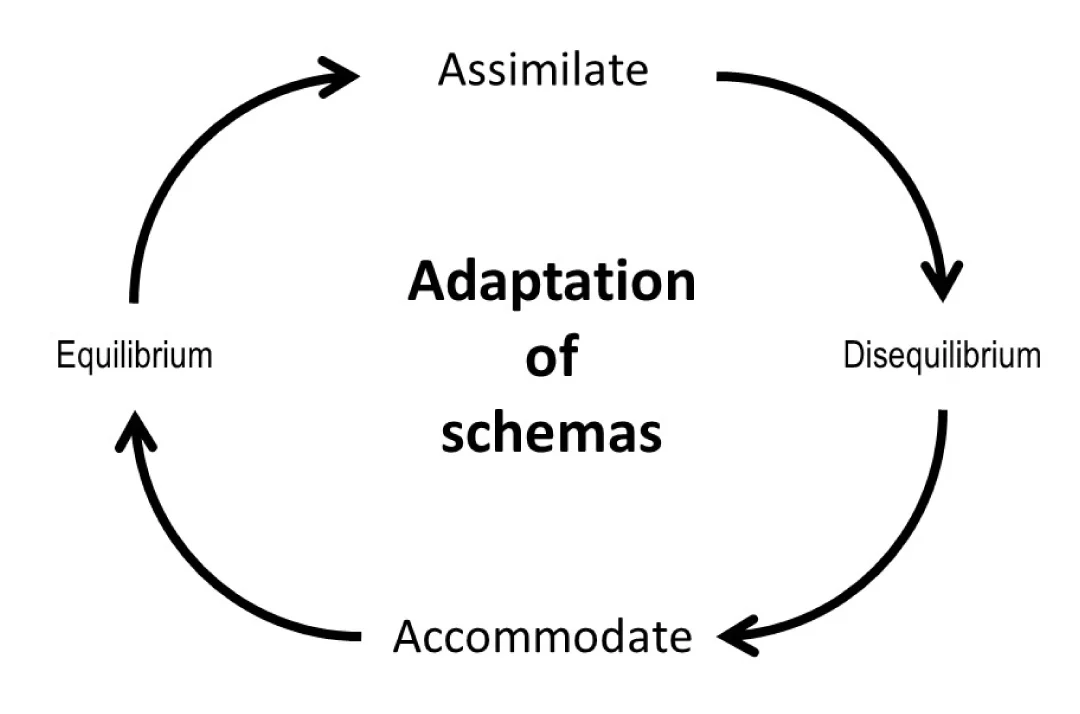 Assimilate
Adaptation
of
schemas
Equilibrium
Disequilibrium
Accommodate